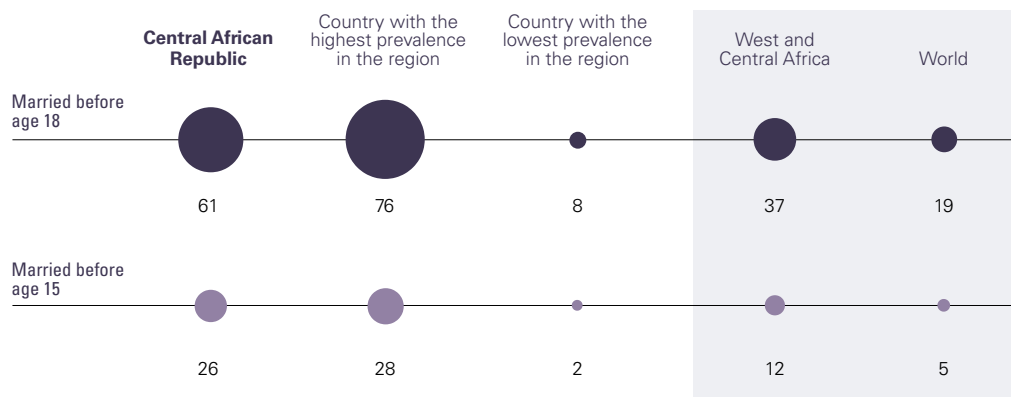 Central African
Republic
Country with the
highest prevalence
in the region
Country with the
lowest prevalence
in the region
West and
Central Africa
World
Married before
age 18
61
76
8
37
19
Married before
age 15
26
28
2
12
5